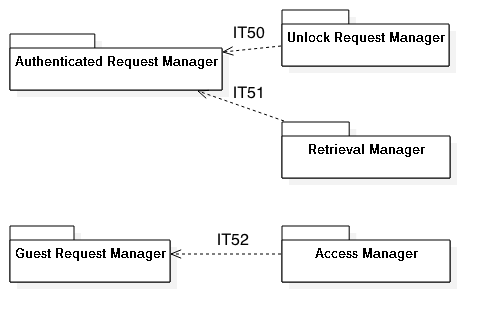 IT50
Unlock Request Manager
Authenticated Request Manager
IT51
Retrieval Manager
IT52
Guest Request Manager
Access Manager